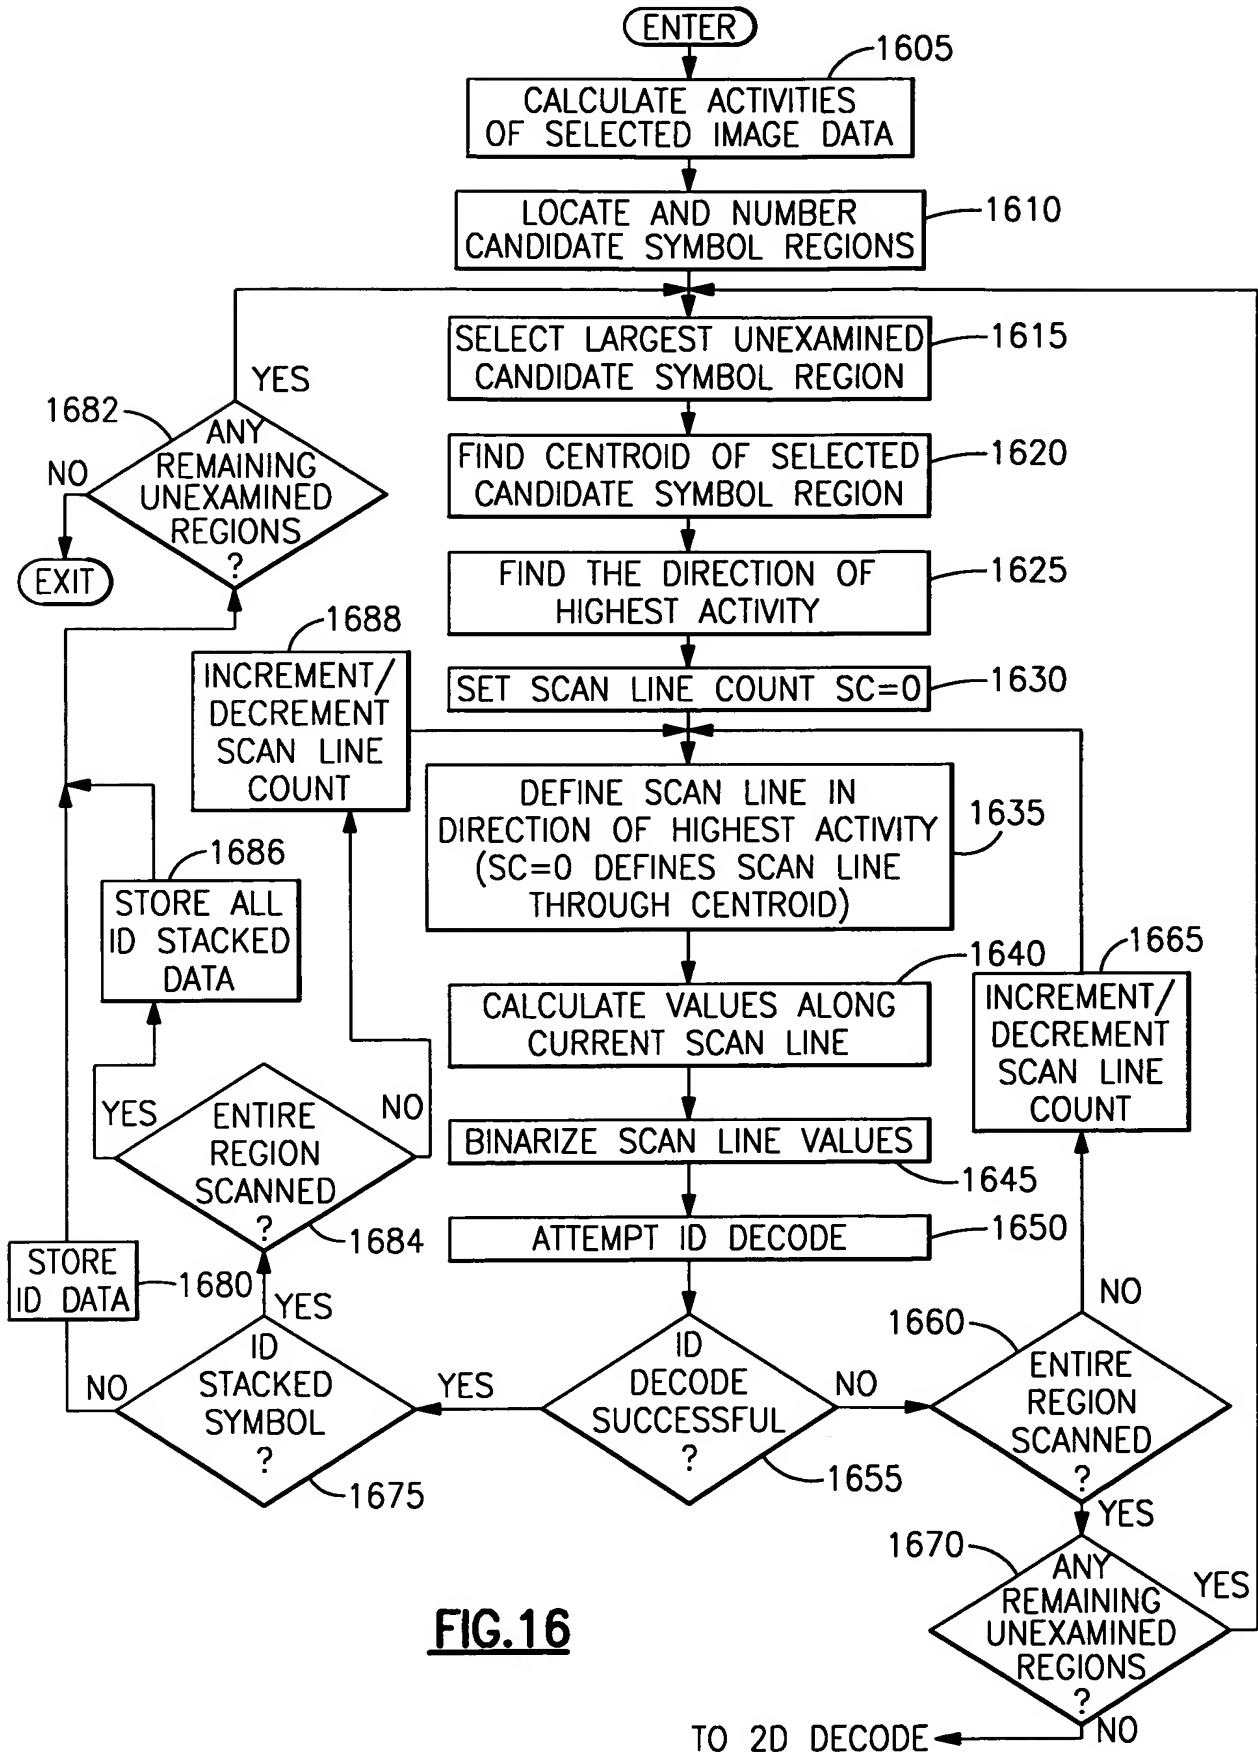 ENTER
1605
CALCULATE ACTIVITIES
OF SELECTED IMAGE DATA
1610
LOCATE AND NUMBER
CANDIDATE SYMBOL REGIONS
1615
SELECT LARGEST UNEXAMINED
CANDIDATE SYMBOL REGION
YES
1682
ANY
REMAINING
UNEXAMINED
REGIONS
?
NO
EXIT
1620
FIND CENTROID OF SELECTED
CANDIDATE SYMBOL REGION
1625
FIND THE DIRECTION OF
HIGHEST ACTIVITY
1688
INCREMENT/
DECREMENT
SCAN LINE
COUNT
1630
SET SCAN LINE COUNT SC=0
1635
DEFINE SCAN LINE IN
DIRECTION OF HIGHEST ACTIVITY
(SC=0 DEFINES SCAN LINE
THROUGH CENTROID)
1686
STORE ALL
ID STACKED
DATA
1640
CALCULATE VALUES ALONG
CURRENT SCAN LINE
1665
INCREMENT/
DECREMENT
SCAN LINE
COUNT
YES
ENTIRE
REGION
SCANNED
?
NO
1684
BINARIZE SCAN LINE VALUES
1645
1650
ATTEMPT ID DECODE
STORE
ID DATA
1680
YES
NO
ID
STACKED
SYMBOL
?
1675
YES
ID
DECODE
SUCCESSFUL
?
1655
NO
1660
NO
ENTIRE
REGION
SCANNED
?
YES
1670
ANY
REMAINING
UNEXAMINED
REGIONS
?
YES
NO
TO 2D DECODE
FIG.16